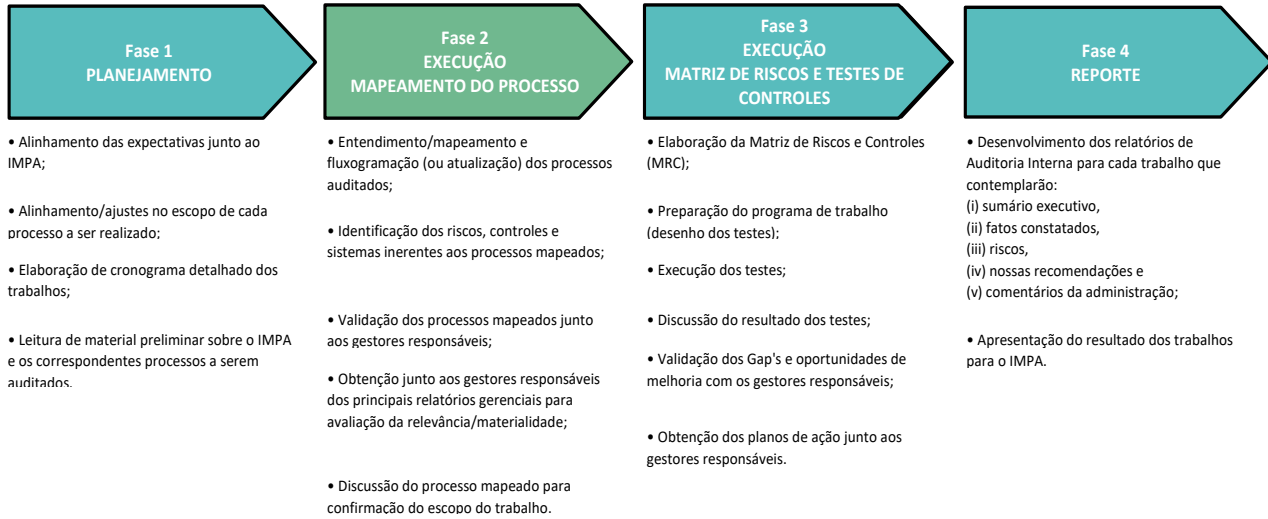 Fase 1
PLANEJAMENTO
• Alinhamento das expectativas junto ao
IMPA;
• Alinhamento/ajustes no escopo de cada
processo a ser realizado;
• Elaboração de cronograma detalhado dos
trabalhos;
• Leitura de material preliminar sobre o IMPA
e os correspondentes processos a serem
auditados.
Fase 2
EXECUÇÃO
MAPEAMENTO DO PROCESSO
• Entendimento/mapeamento e
fluxogramação (ou atualização) dos processos
auditados;
• Identificação dos riscos, controles e
sistemas inerentes aos processos mapeados;
• Validação dos processos mapeados junto
aos gestores responsáveis;
• Obtenção junto aos gestores responsáveis
dos principais relatórios gerenciais para
avaliação da relevância/materialidade;
• Discussão do processo mapeado para
confirmação do escopo do trabalho.
Fase 3
EXECUÇÃO
MATRIZ DE RISCOS E TESTES DE
CONTROLES
• Elaboração da Matriz de Riscos e Controles
(MRC);
• Preparação do programa de trabalho
(desenho dos testes);
• Execução dos testes;
• Discussão do resultado dos testes;
• Validação dos Gap's e oportunidades de
melhoria com os gestores responsáveis;
• Obtenção dos planos de ação junto aos
gestores responsáveis.
Fase 4
REPORTE
• Desenvolvimento dos relatórios de
Auditoria Interna para cada trabalho que
contemplarão:
(i) sumário executivo,
(ii) fatos constatados,
(iii) riscos,
(iv) nossas recomendações e
(v) comentários da administração;
• Apresentação do resultado dos trabalhos
para o IMPA.